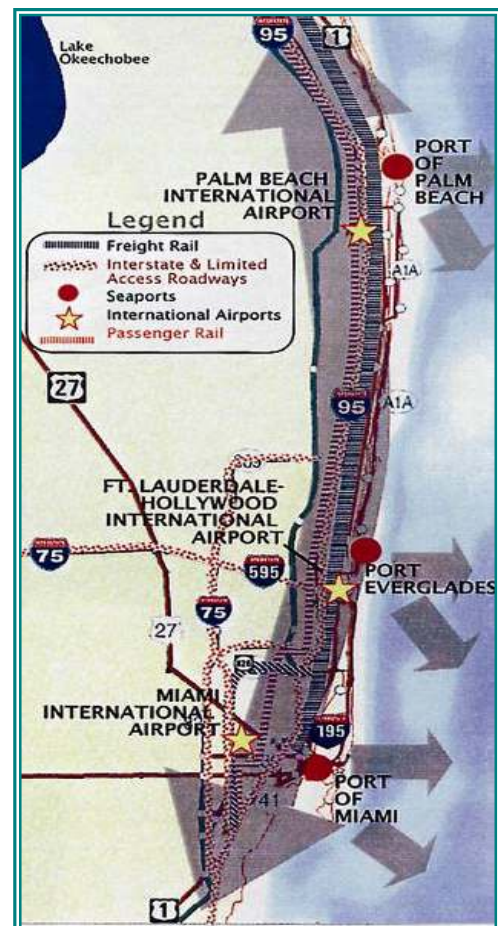 95
1
Lake
Okeechobee
PORT
OF
PALM
BEACH
PALM BEACH
INTERNATIONAL
AIRPORT
Legend
Freight Rail
Interstate & Limited
Access Roadways
Seaports
International Airports
Passenger Rail
A1A
27
95
A1A
FT. LAUDERDALE-
HOLLYWOOD
INTERNATIONAL
AIRPORT
75
595
PORT
EVERGLADES
75
27
MIAMI
INTERNATIONAL
AIRPORT
195
PORT
OF
MIAMI
41
1